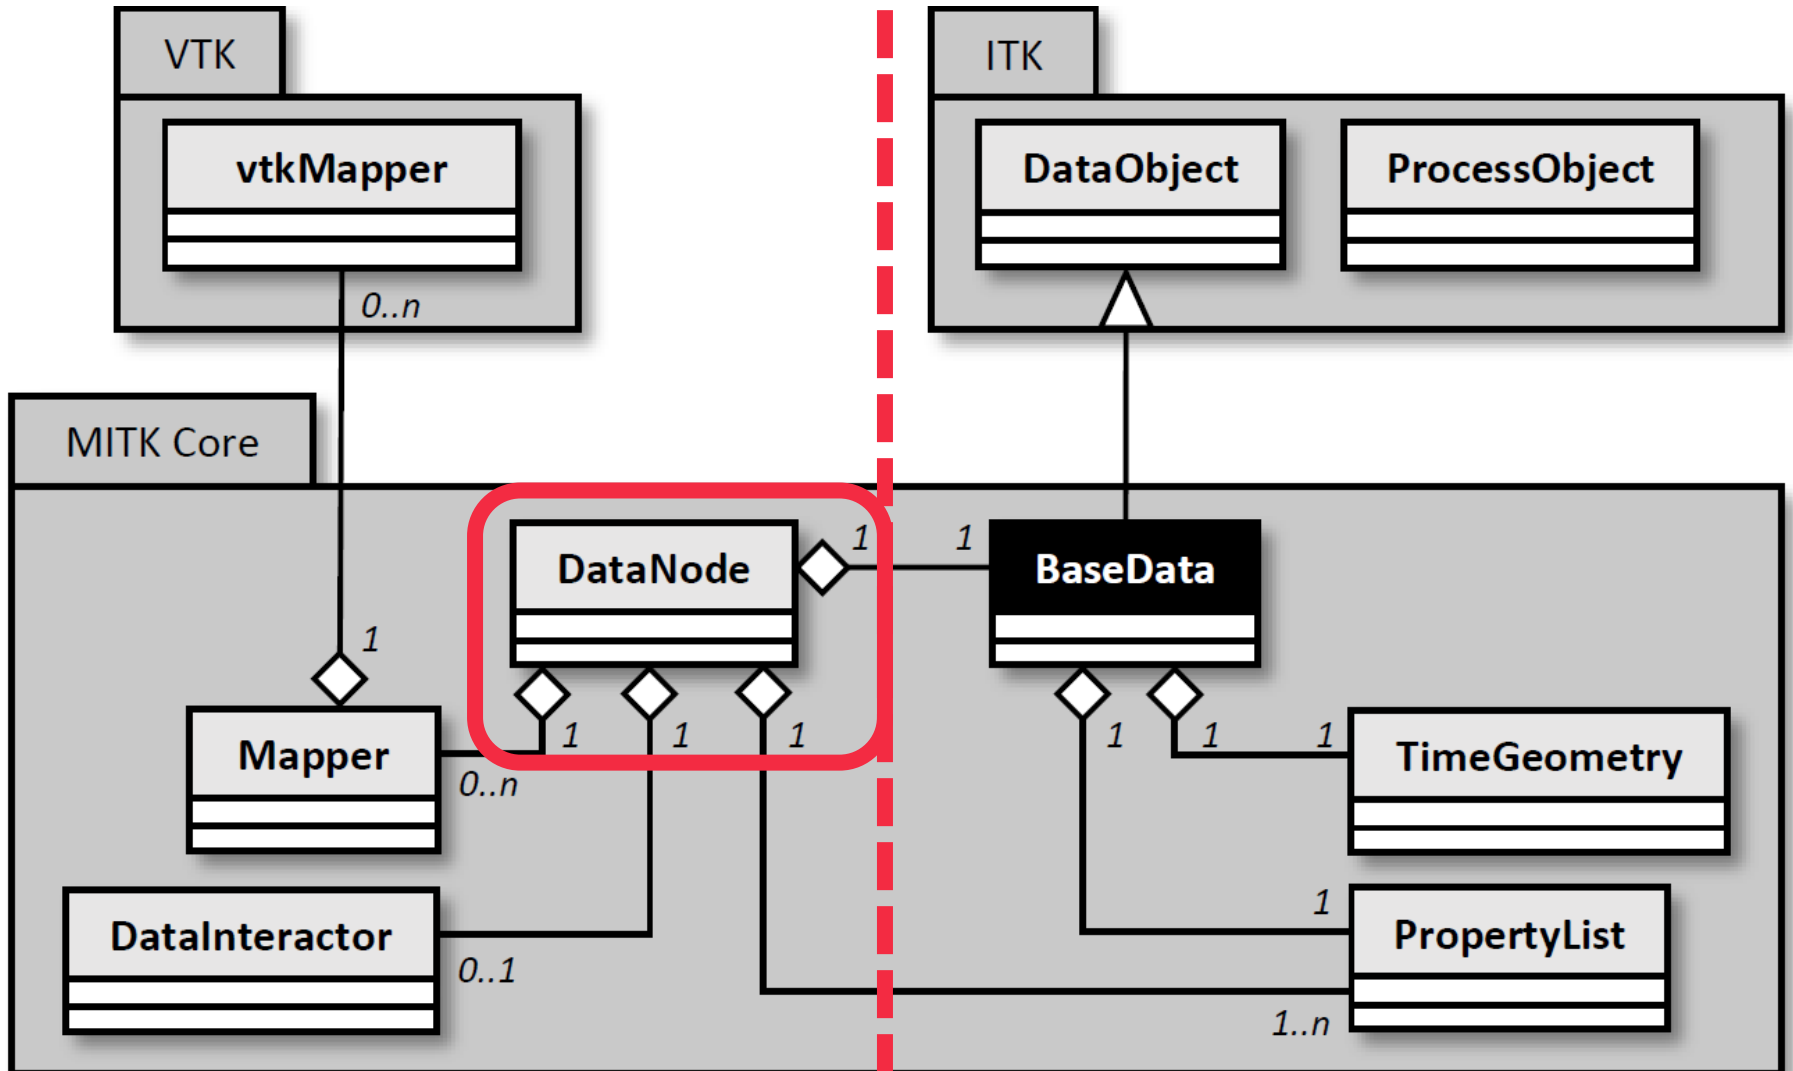 VTK
ITK
vtkMapper
DataObject
ProcessObject
0..n
MITK Core
DataNode
1
1
BaseData
1
Mapper
1
1
1
1
1
1
TimeGeometry
0..n
DataInteractor
0..1
1
PropertyList
1..n